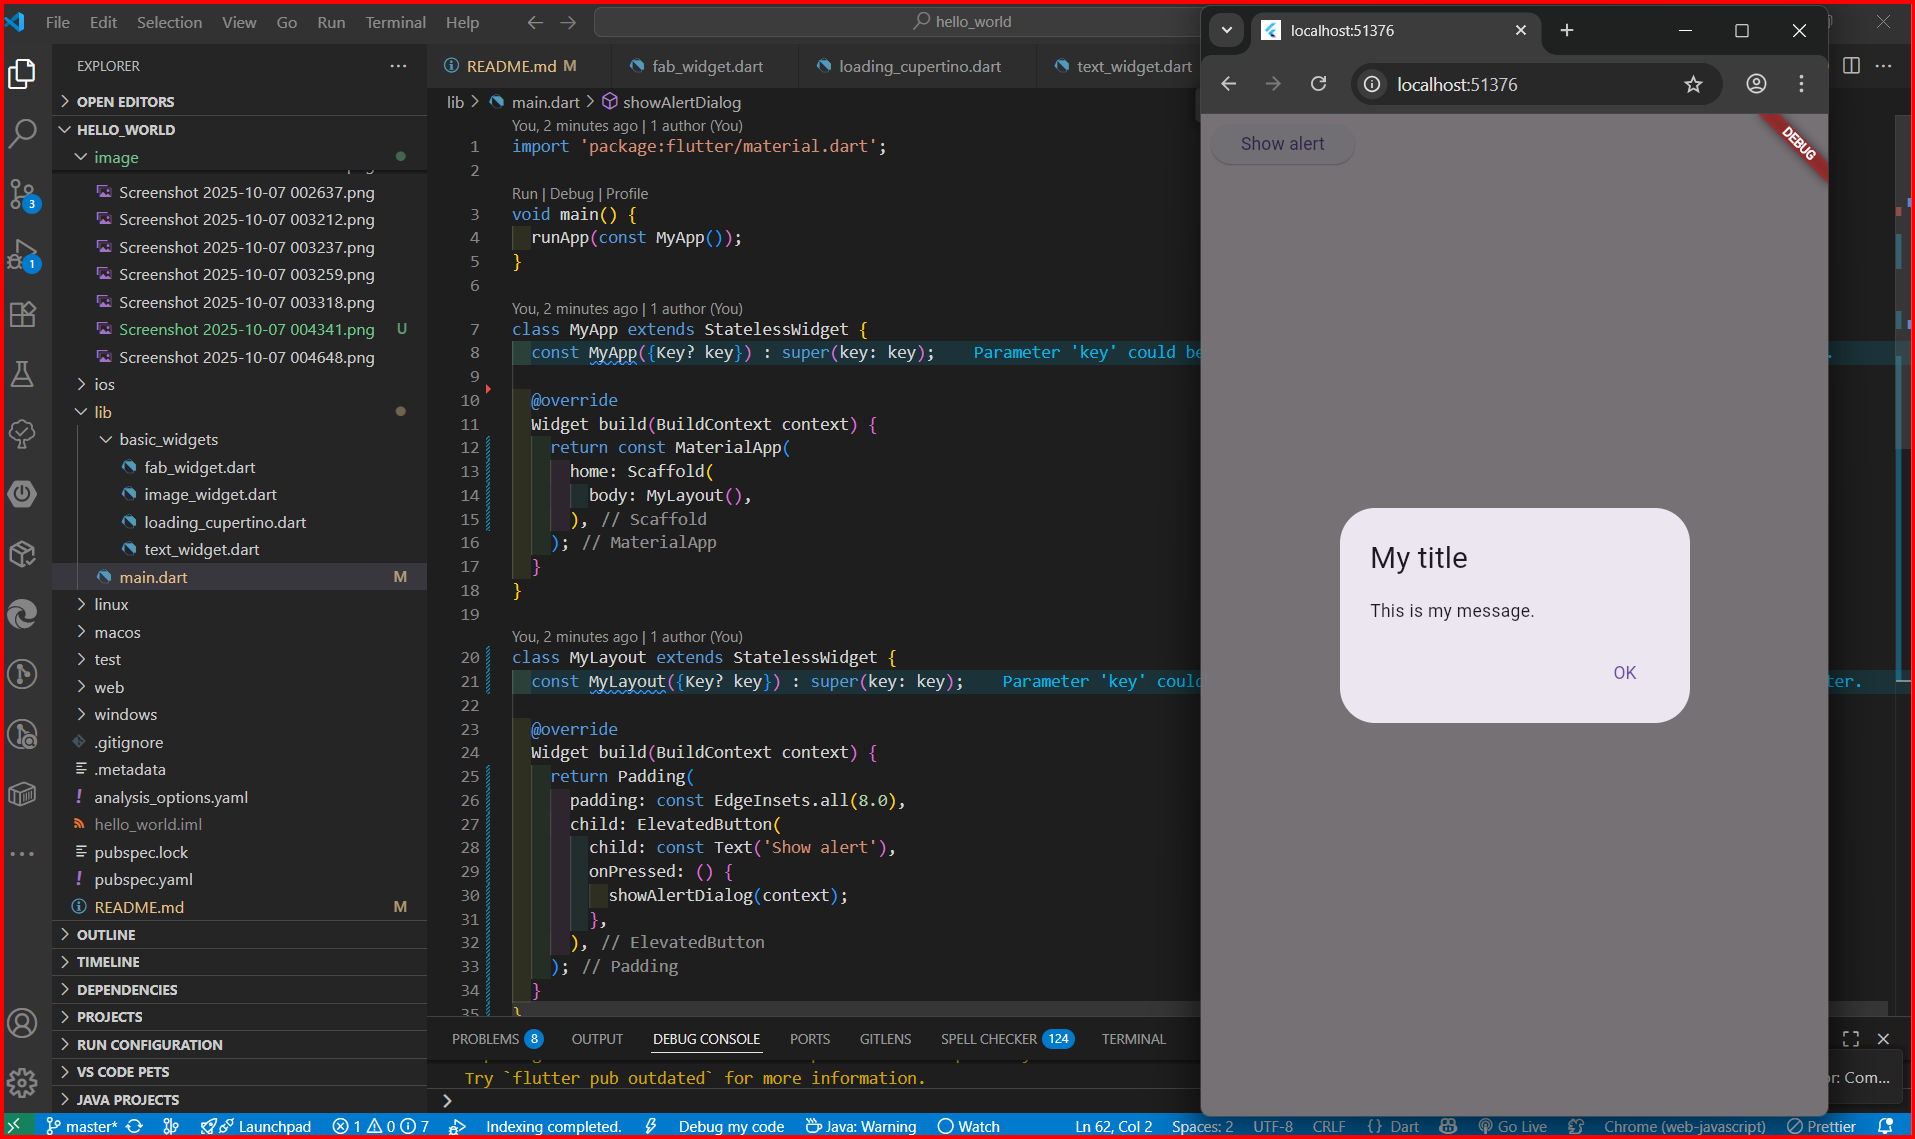 File Edit Selection View Go Run Terminal Help
hello_world
EXPLORER
OPEN EDITORS
HELLO_WORLD
image
Screenshot 2025-10-07 002637.png
Screenshot 2025-10-07 003212.png
Screenshot 2025-10-07 003237.png
Screenshot 2025-10-07 003259.png
Screenshot 2025-10-07 003318.png
Screenshot 2025-10-07 004341.png U
Screenshot 2025-10-07 004648.png
ios
lib
basic_widgets
fab_widget.dart
image_widget.dart
loading_cupertino.dart
text_widget.dart
main.dart M
linux
macos
test
web
windows
.gitignore
.metadata
analysis_options.yaml
hello_world.iml
pubspec.lock
pubspec.yaml
README.md M
OUTLINE
TIMELINE
DEPENDENCIES
PROJECTS
RUN CONFIGURATION
VS CODE PETS
JAVA PROJECTS
3
1
README.md M fab_widget.dart loading_cupertino.dart text_widget.dart
lib > main.dart > showAlertDialog
You, 2 minutes ago | 1 author (You)
1 import 'package:flutter/material.dart';
2
Run | Debug | Profile
3 void main() {
4 runApp(const MyApp());
5 }
6
You, 2 minutes ago | 1 author (You)
7 class MyApp extends StatelessWidget {
8 const MyApp({Key? key}) : super(key: key); Parameter 'key' could be
9
10 @override
11 Widget build(BuildContext context) {
12 return const MaterialApp(
13 home: Scaffold(
14 body: MyLayout(),
15 ), // Scaffold
16 ); // MaterialApp
17 }
18 }
19
You, 2 minutes ago | 1 author (You)
20 class MyLayout extends StatelessWidget {
21 const MyLayout({Key? key}) : super(key: key); Parameter 'key' could ter.
22
23 @override
24 Widget build(BuildContext context) {
25 return Padding(
26 padding: const EdgeInsets.all(8.0),
27 child: ElevatedButton(
28 child: const Text('Show alert'),
29 onPressed: () {
30 showAlertDialog(context);
31 },
32 ), // ElevatedButton
33 ); // Padding
34 }
35 }
PROBLEMS 8 OUTPUT DEBUG CONSOLE PORTS GITLENS SPELL CHECKER 124 TERMINAL
Try `flutter pub outdated` for more information.
>
or: Com...
localhost:51376
localhost:51376
Show alert
DEBUG
My title
This is my message.
OK
master* Launchpad 1 0 7 Indexing completed. Debug my code Java: Warning Watch Ln 62, Col 2 Spaces: 2 UTF-8 CRLF {} Dart Go Live Chrome (web-javascript) Prettier